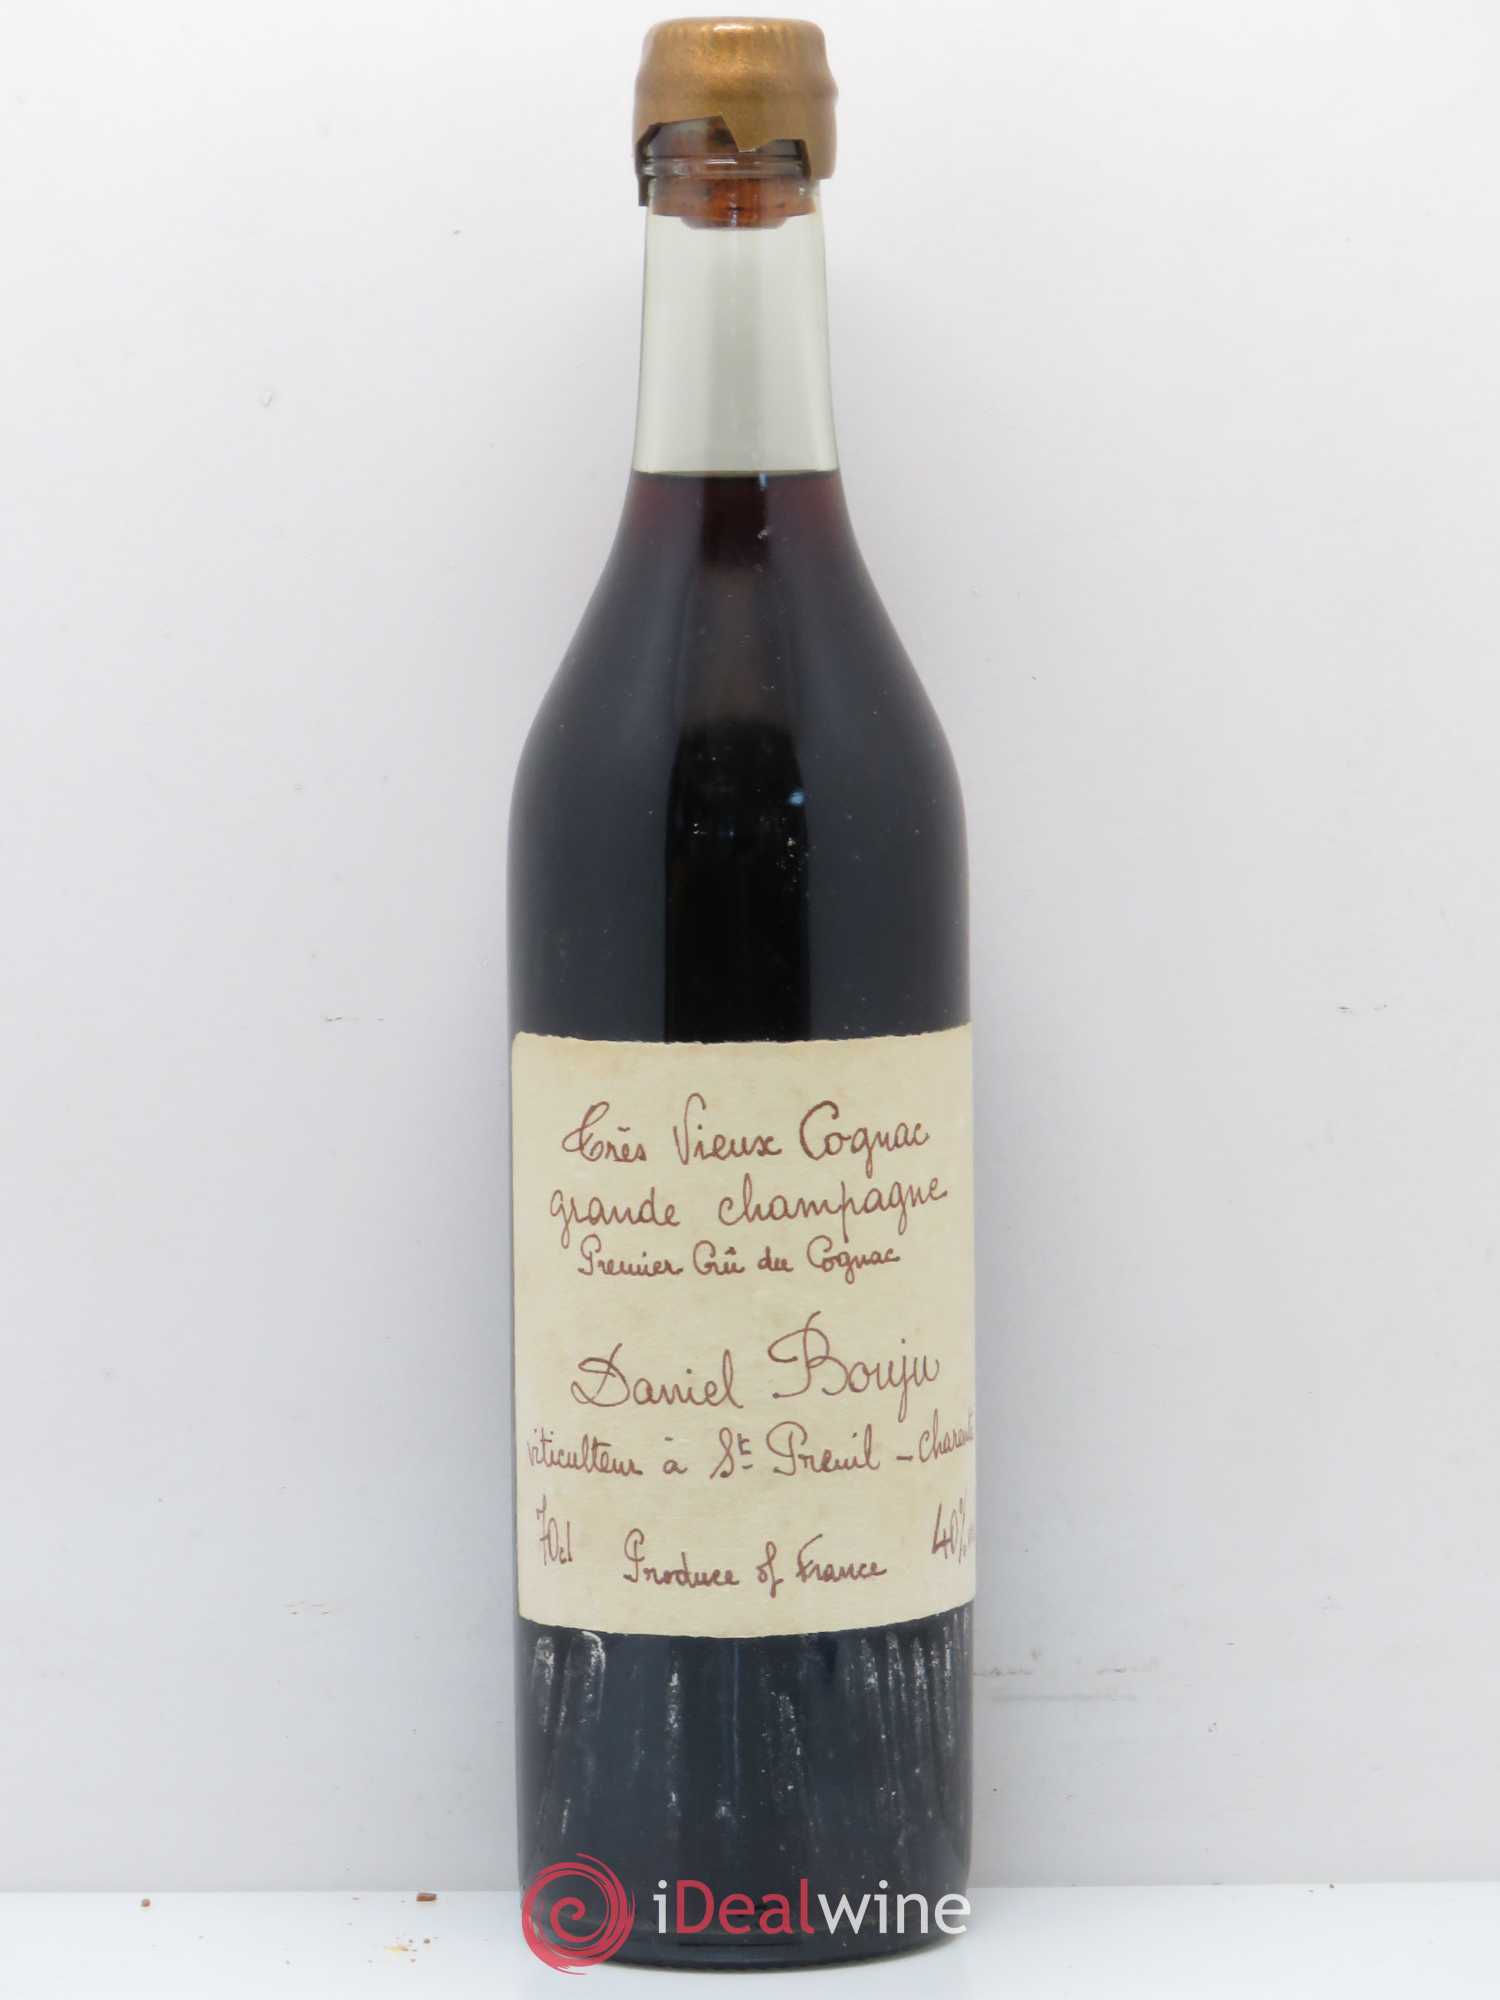 Très Vieux Cognac
grande champagne
Premier Crû du Cognac
Daniel Bouju
viticulteur à St Preuil - Charente
70cl Produce of France 40%
iDealwine